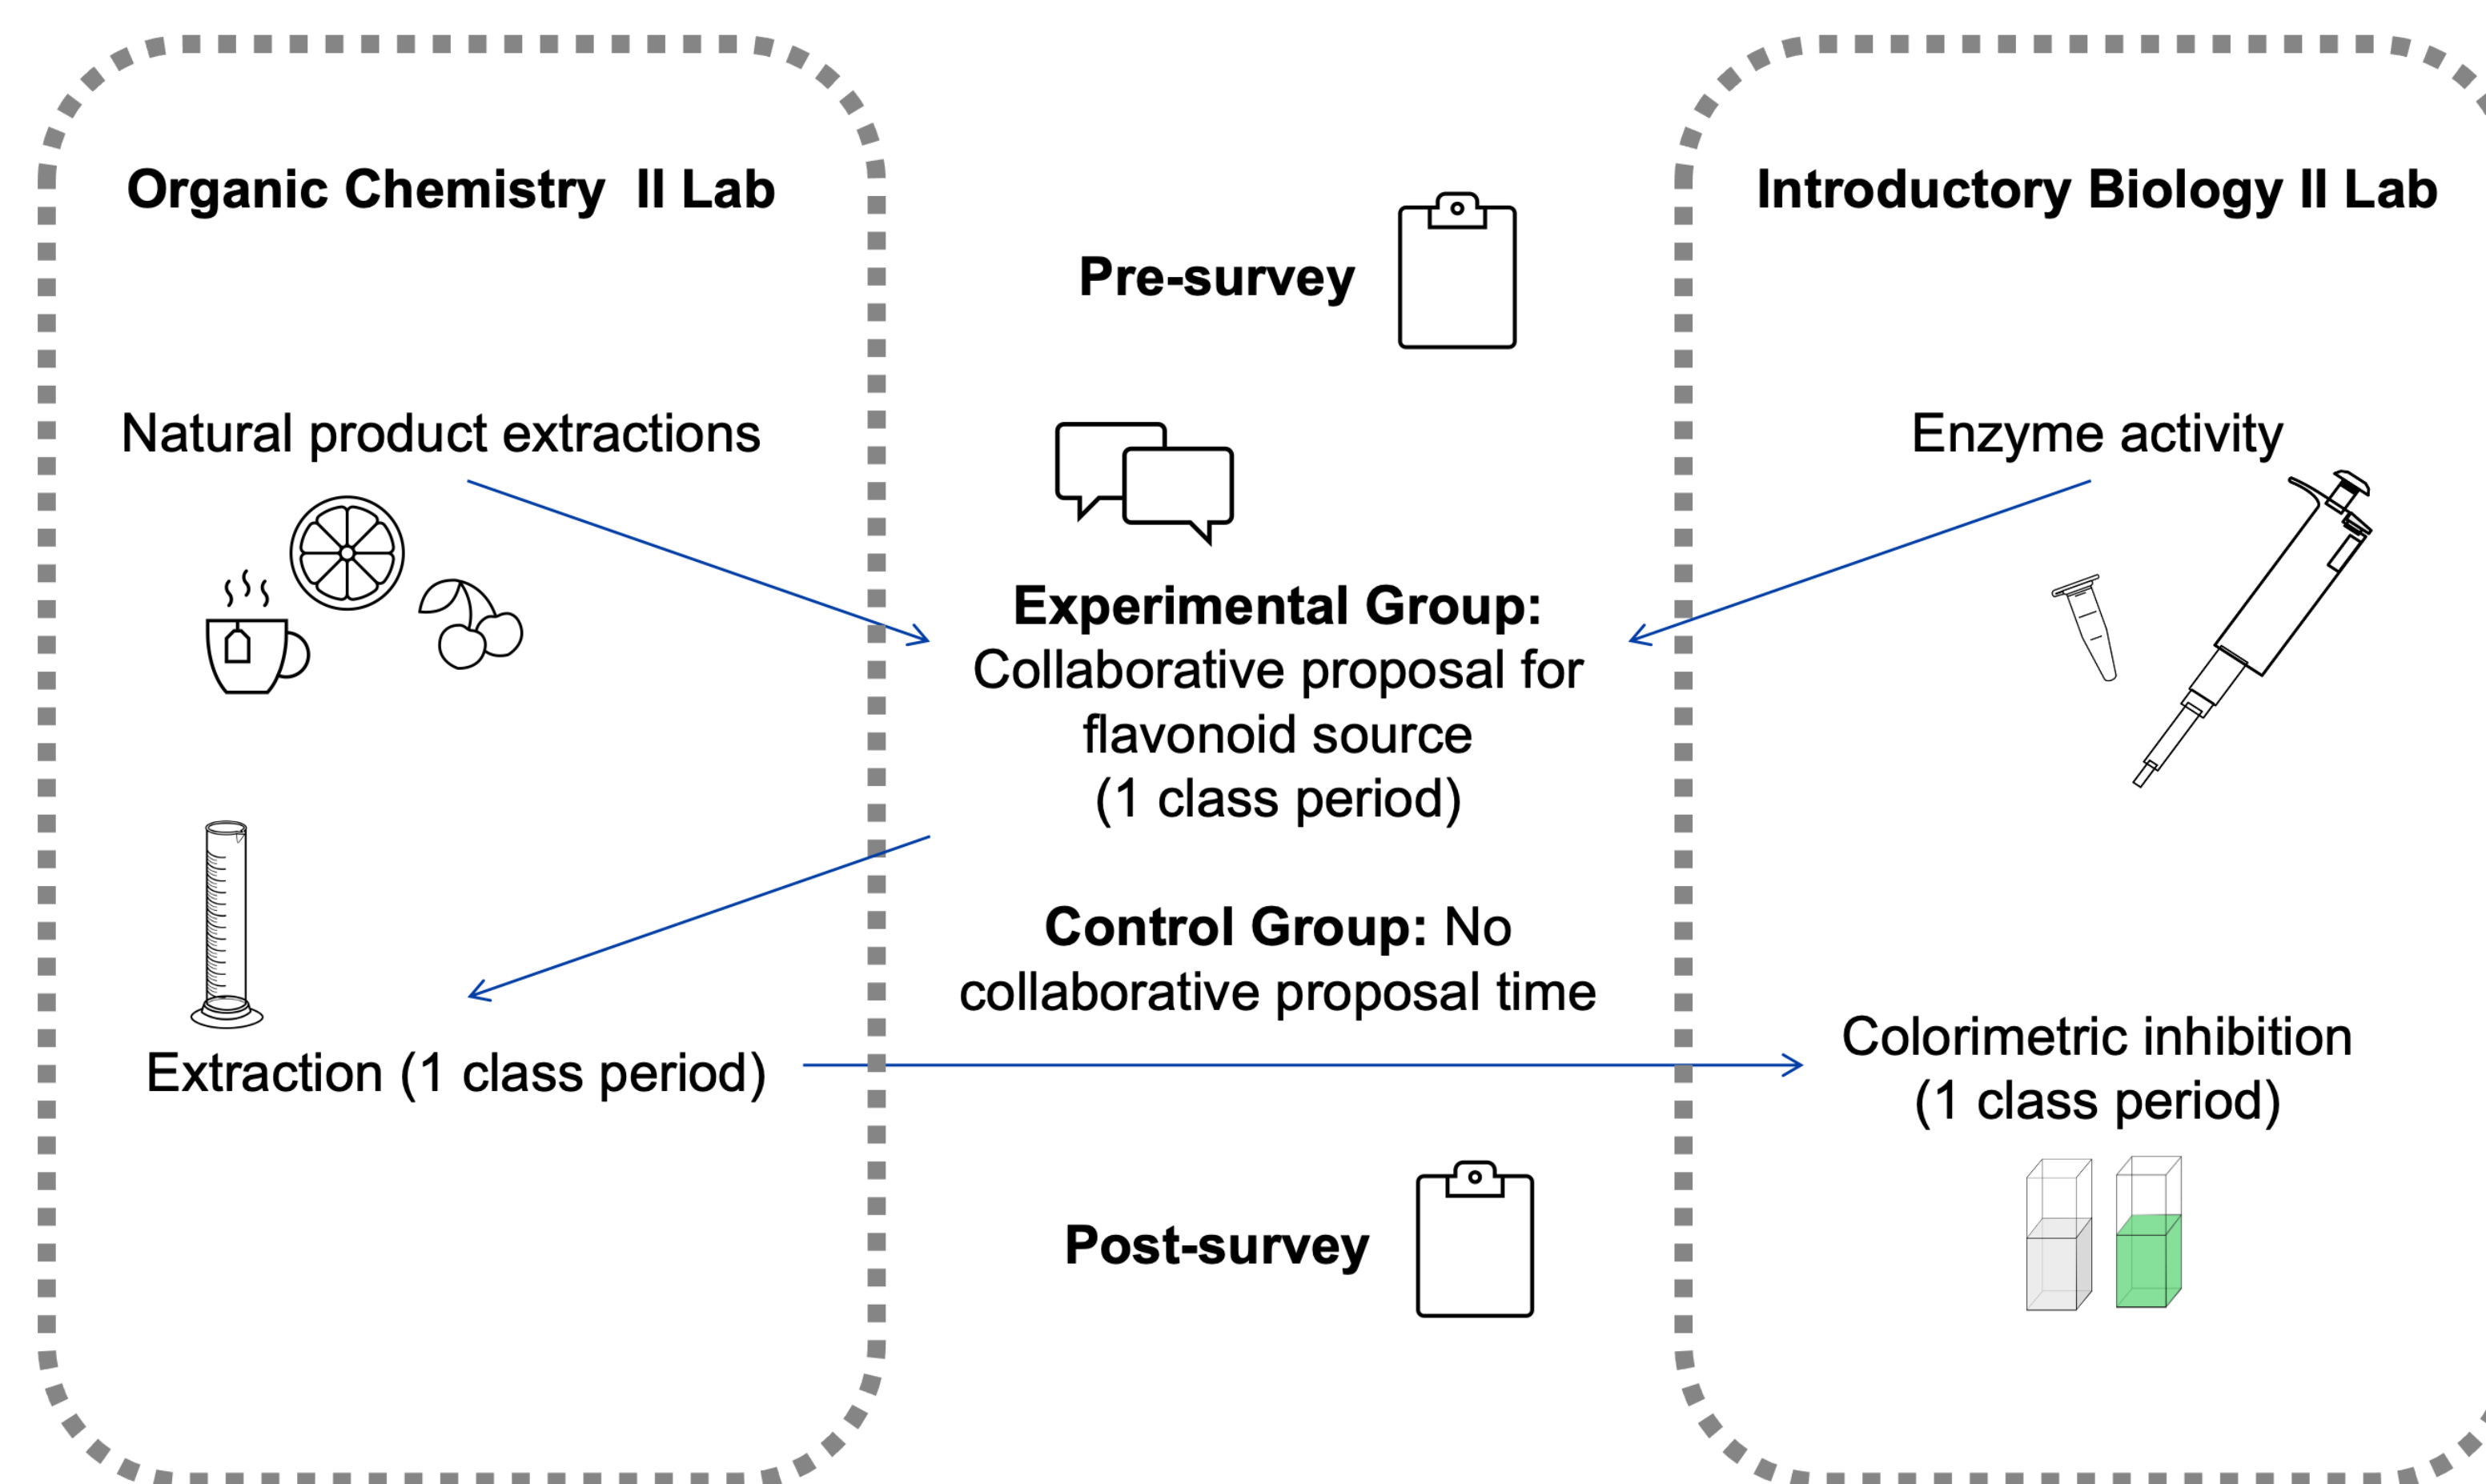 Organic Chemistry  II Lab
Introductory Biology II Lab
Pre-survey
Natural product extractions
Enzyme activity
Experimental Group:
Collaborative proposal for
flavonoid source
(1 class period)
Control Group: No
collaborative proposal time
Extraction (1 class period)
Colorimetric inhibition
(1 class period)
Post-survey